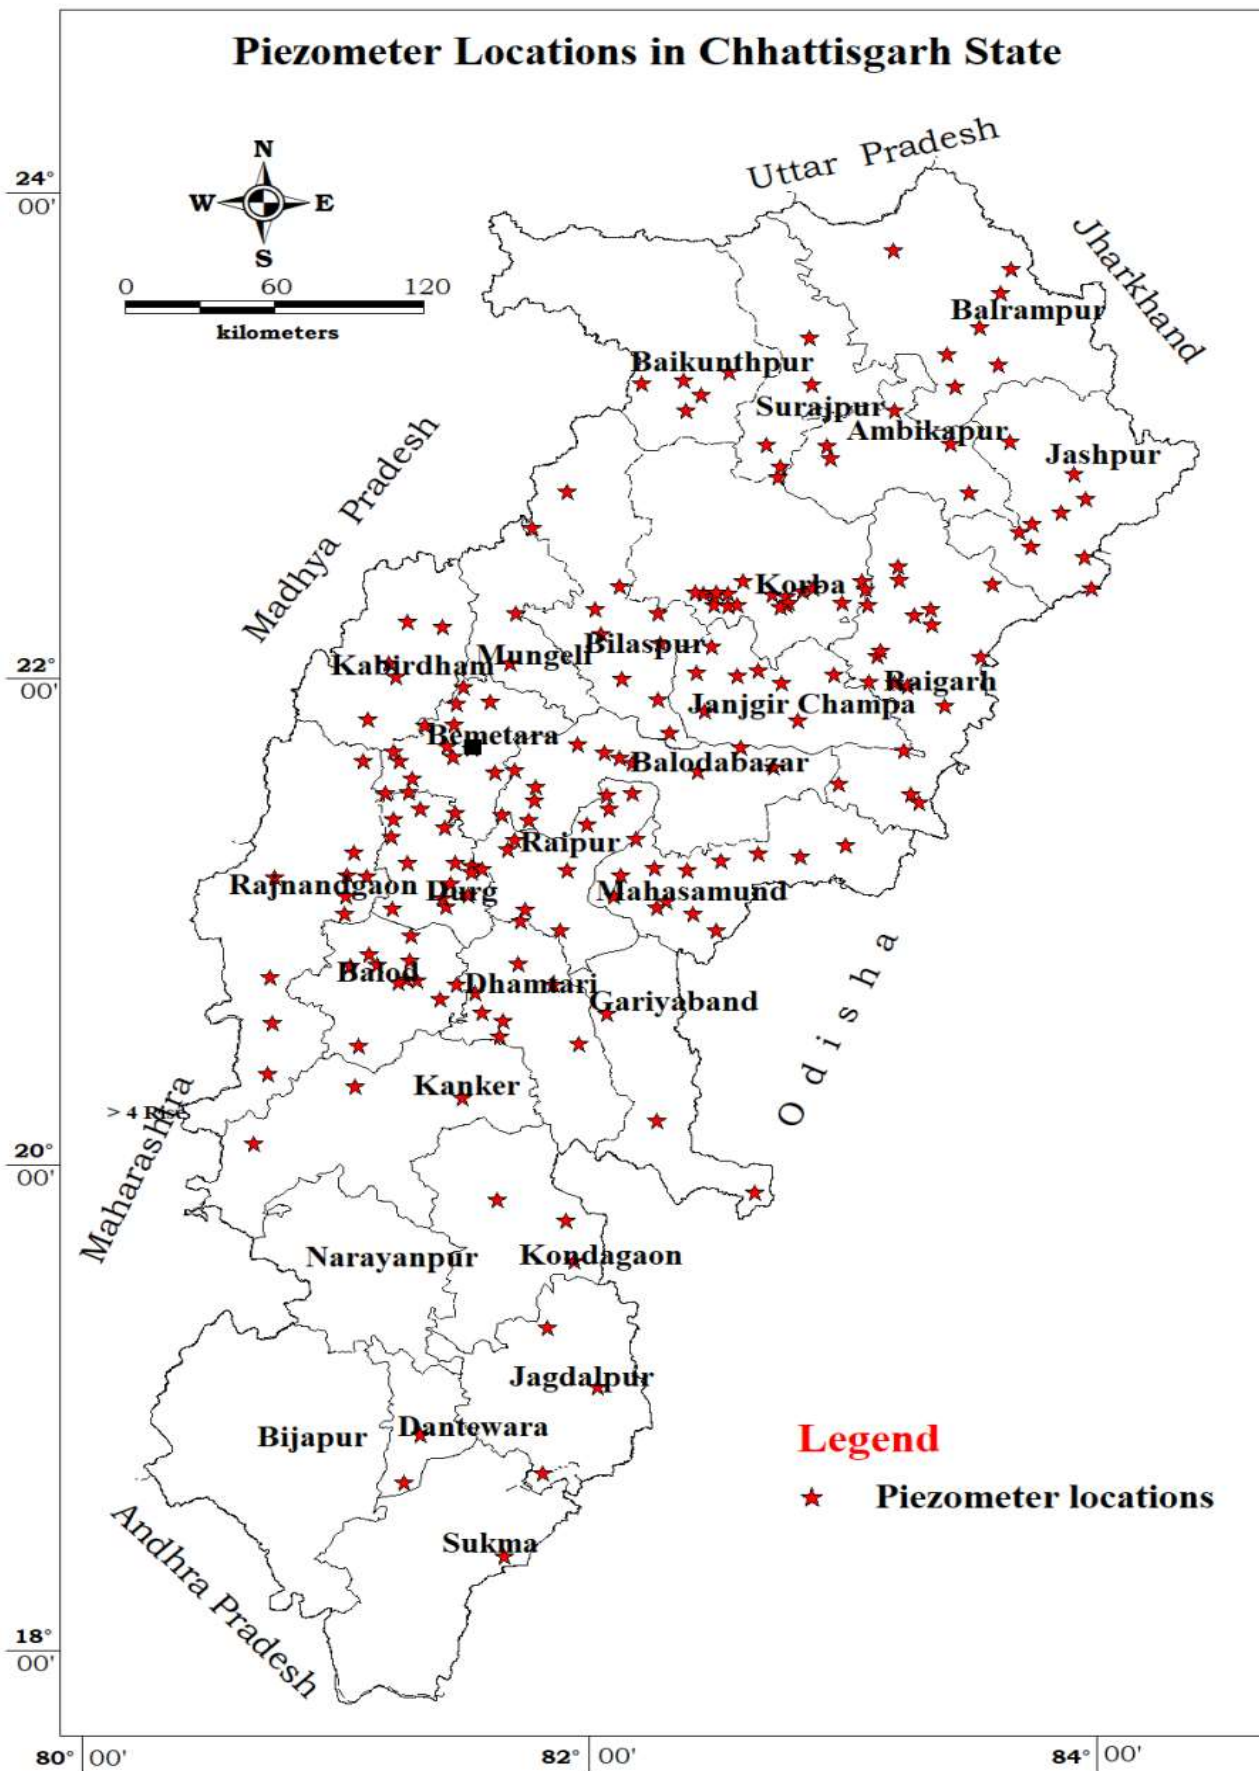 Piezometer Locations in Chhattisgarh State
Uttar Pradesh
N
24°
00'
W E
S
Jharkhand
0 60 120
kilometers
Balrampur
Baikunthpur
Surajpur
Ambikapur
Jashpur
Madhya Pradesh
Korba
Bilaspur
Mungeli
Kabirdham
22°
00'
Raigarh
Janjgir Champa
Bemetara
Balodabazar
Raipur
Rajnandgaon
Durg
Mahasamund
Odisha
Balod
Dhamtari
Gariyaband
Kanker
> 4 Rise
Maharashtra
20°
00'
Narayanpur
Kondagaon
Jagdalpur
Dantewara
Bijapur
Legend
Piezometer locations
Andhra Pradesh
Sukma
18°
00'
80° 00'
82° 00'
84° 00'